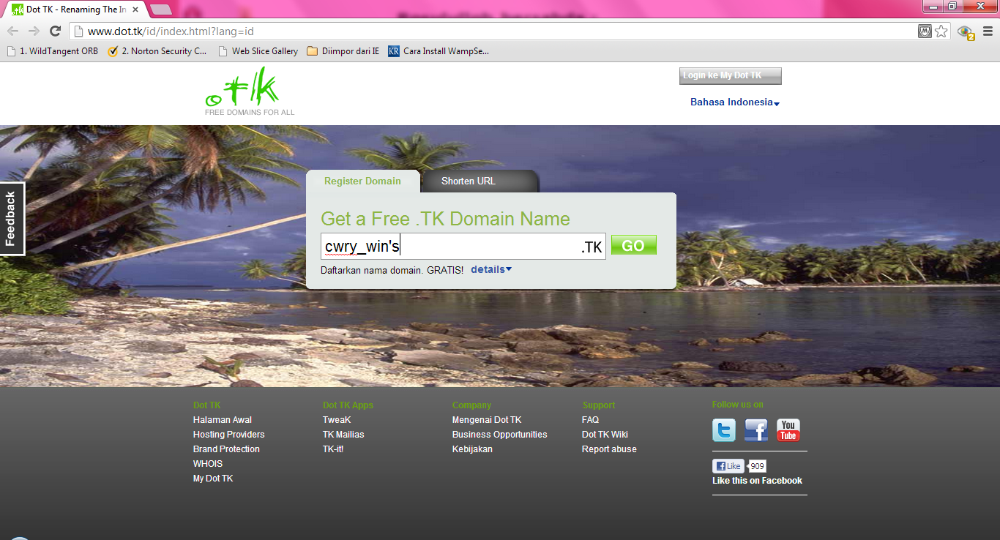 Dot TK - Renaming The In
www.dot.tk/id/index.html?lang=id
1. WildTangent ORB
2. Norton Security C...
Web Slice Gallery
Diimpor dari IE
KR
Cara Install WampSe...
.tk
FREE DOMAINS FOR ALL
Login ke My Dot TK
Bahasa Indonesia
Feedback
Register Domain
Shorten URL
Get a Free .TK Domain Name
cwry_win's
.TK
GO
Daftarkan nama domain. GRATIS!
details
Dot TK
Halaman Awal
Hosting Providers
Brand Protection
WHOIS
My Dot TK
Dot TK Apps
TweaK
TK Mailias
TK-it!
Company
Mengenai Dot TK
Business Opportunities
Kebijakan
Support
FAQ
Dot TK Wiki
Report abuse
Follow us on
You
Tube
Like
909
Like this on Facebook